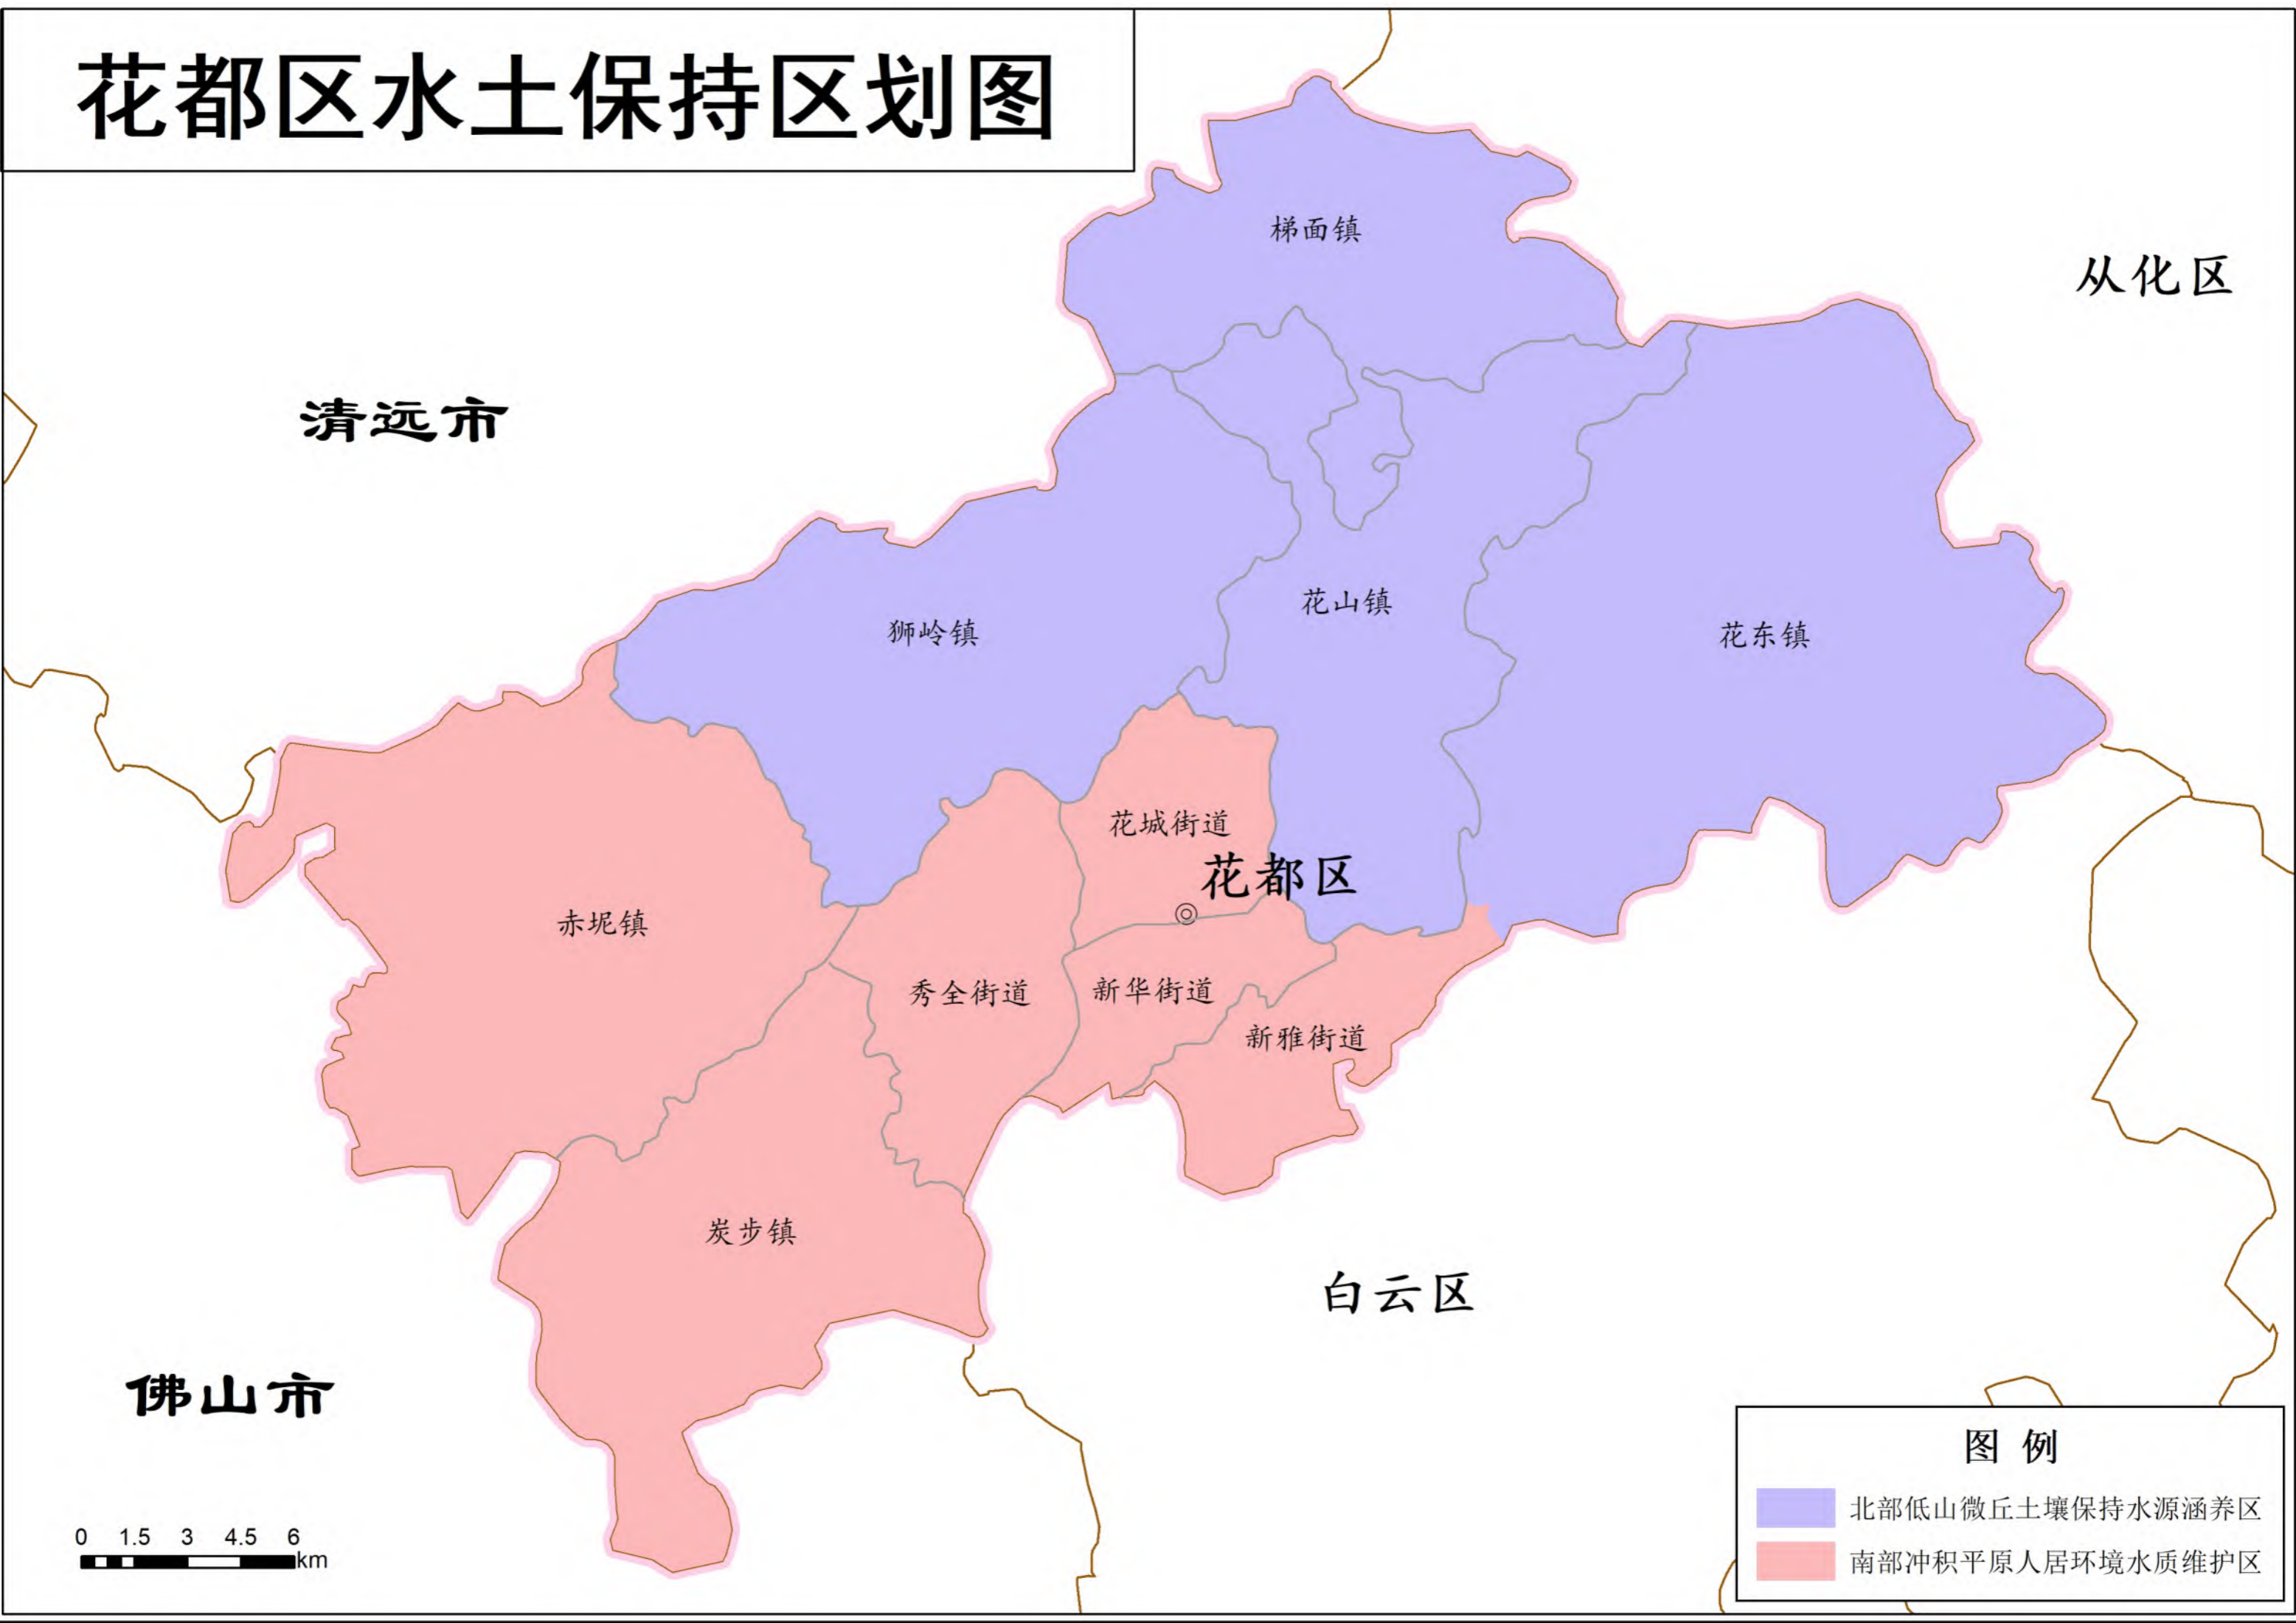 花都区水土保持区划图
梯面镇
从化区
清远市
花山镇
狮岭镇
花东镇
花城街道
花都区
赤坭镇
秀全街道
新华街道
新雅街道
炭步镇
白云区
佛山市
图 例
北部低山微丘土壤保持水源涵养区
南部冲积平原人居环境水质维护区
0 1.5 3 4.5 6
km